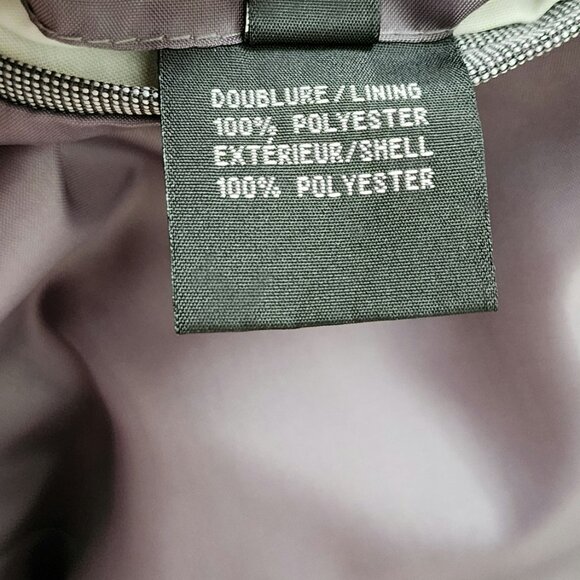 DOUBLURE/LINING
100% POLYESTER
EXTÉRIEUR/SHELL
100% POLYESTER